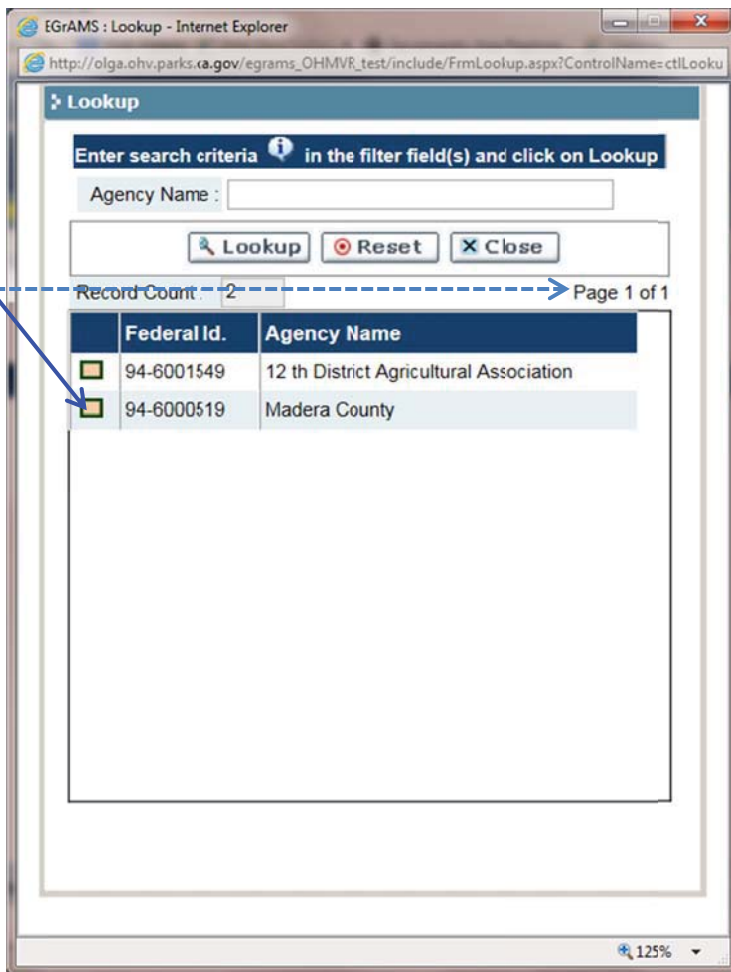 EGrAMS : Lookup - Internet Explorer
http://olga.ohv.parks.ca.gov/egrams_OHMVR_test/include/FrmLookup.aspx?ControlName=ctlLooku
Lookup
Enter search criteria in the filter field(s) and click on Lookup
Agency Name :
Lookup Reset Close
Record Count : 2 Page 1 of 1
Federal Id. Agency Name
94-6001549 12 th District Agricultural Association
94-6000519 Madera County
125%